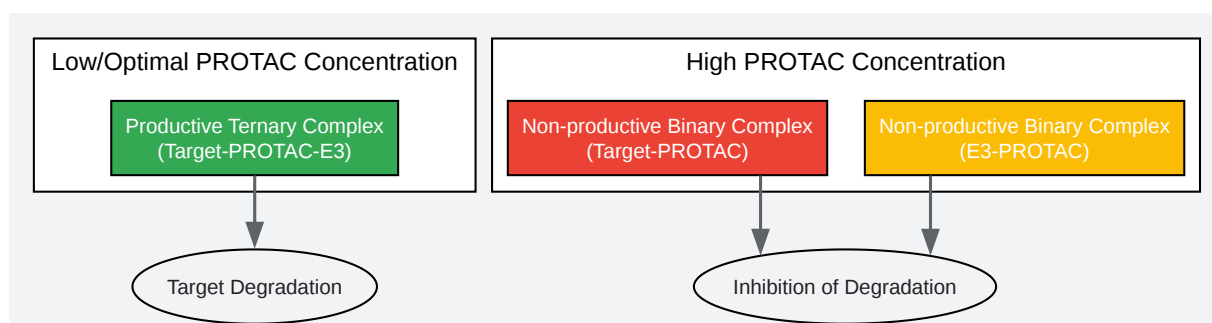 Low/Optimal PROTAC Concentration
Productive Ternary Complex
(Target-PROTAC-E3)
Target Degradation
High PROTAC Concentration
Non-productive Binary Complex
(Target-PROTAC)
Non-productive Binary Complex
(E3-PROTAC)
Inhibition of Degradation